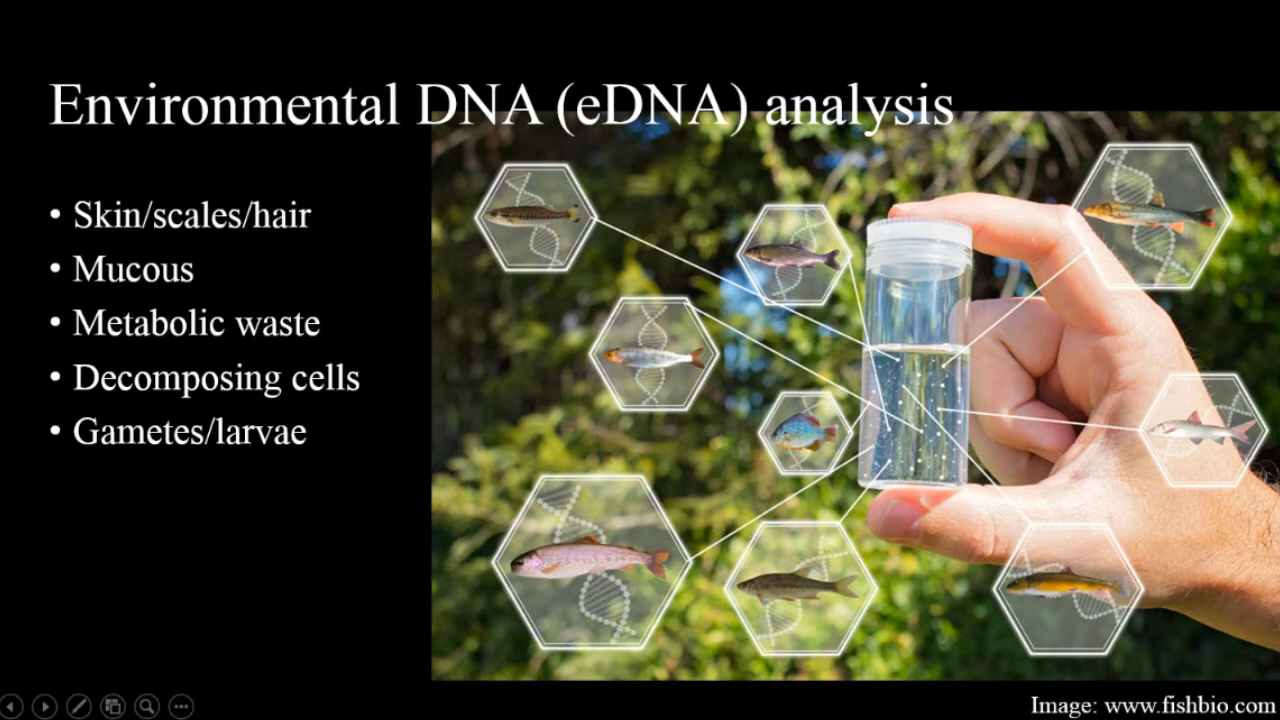 Environmental DNA (eDNA) analysis
• Skin/scales/hair
• Mucous
• Metabolic waste
• Decomposing cells
• Gametes/larvae
Image: www.fishbio.com